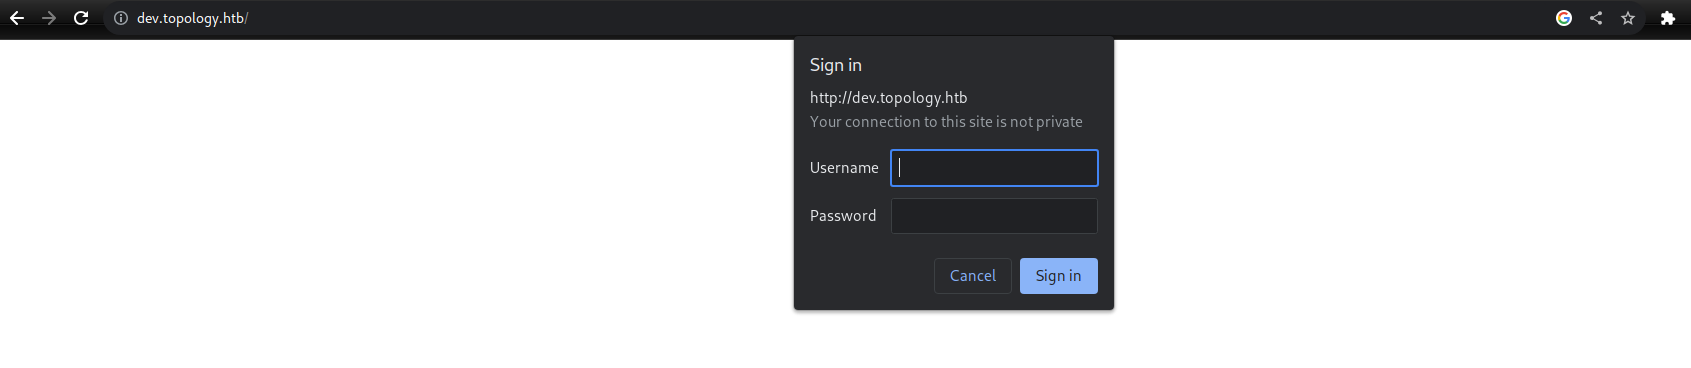 dev.topology.htb/
Sign in
http://dev.topology.htb
Your connection to this site is not private
Username
Password
Cancel Sign in